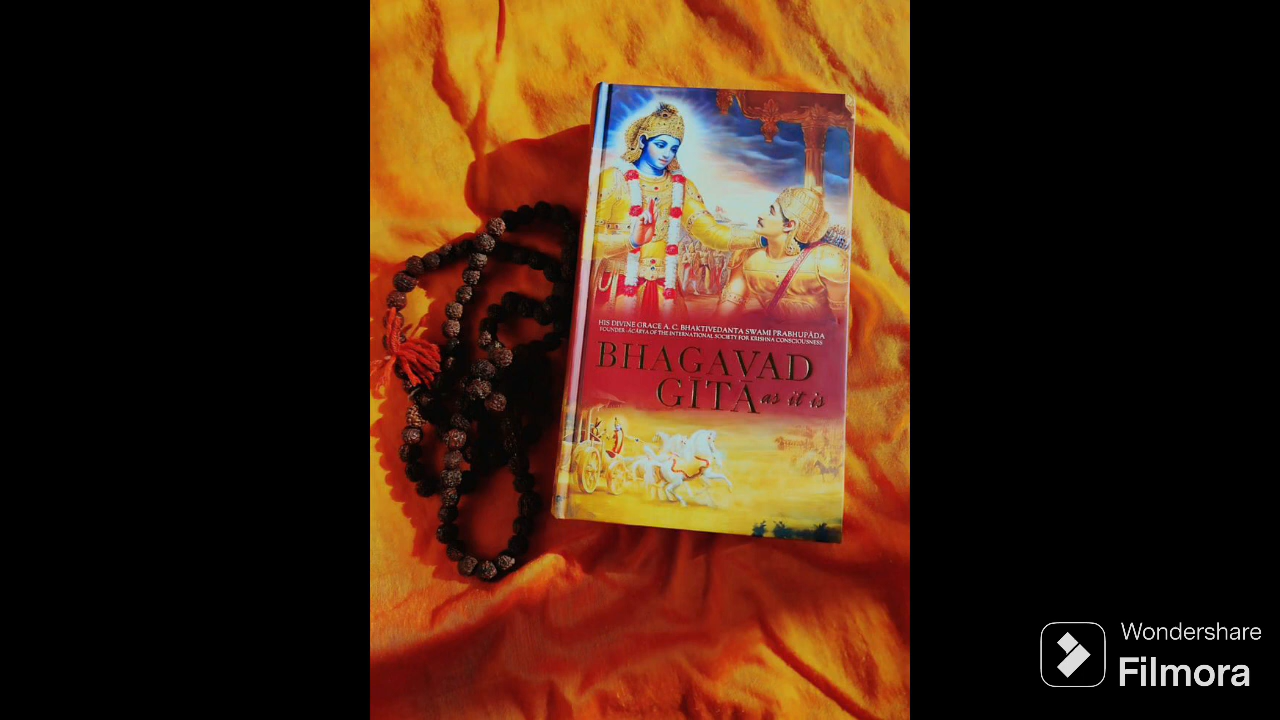 HIS DIVINE GRACE A. C. BHAKTIVEDANTA SWAMI PRABHUPĀDA
FOUNDER-ĀCĀRYA OF THE INTERNATIONAL SOCIETY FOR KRISHNA CONSCIOUSNESS
BHAGAVAD
GĪTĀ as it is
Wondershare
Filmora